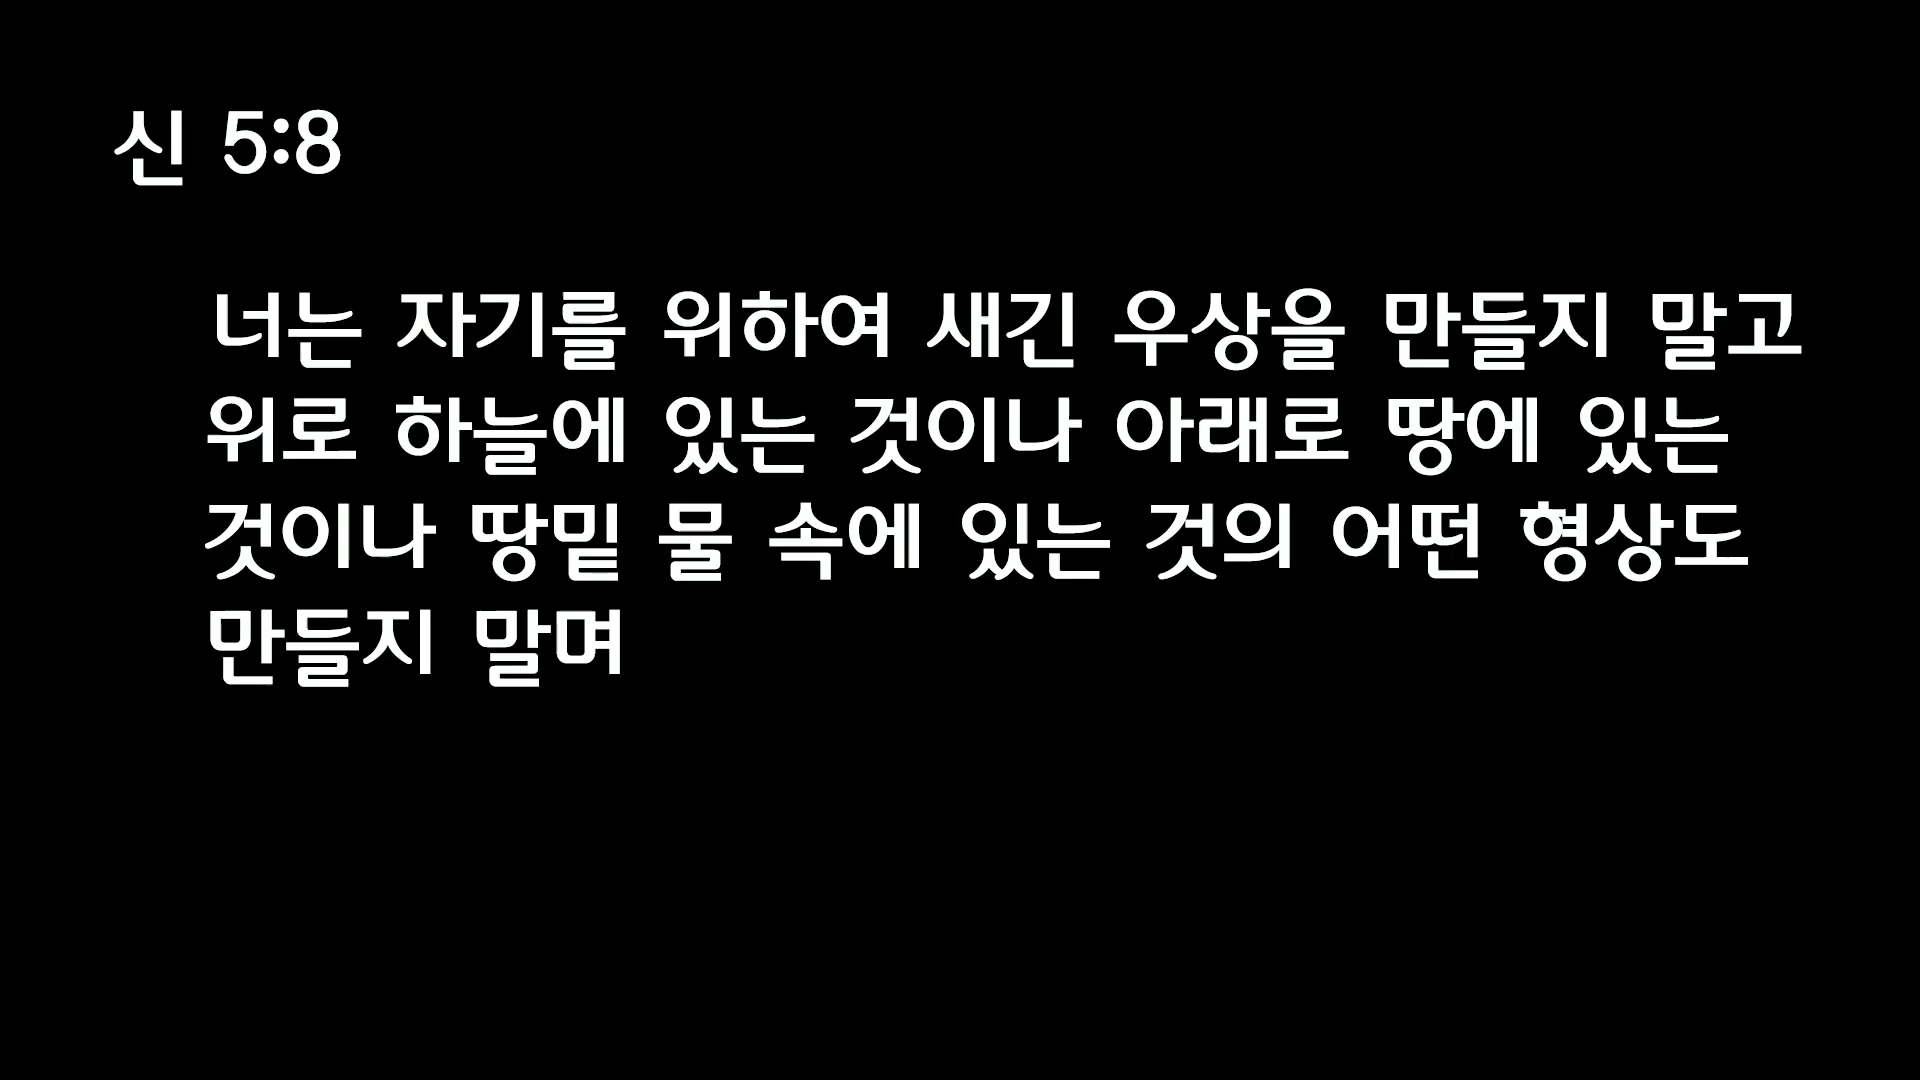 신 5:8
너는 자기를 위하여 새긴 우상을 만들지 말고
위로 하늘에 있는 것이나 아래로 땅에 있는
것이나 땅밑 물 속에 있는 것의 어떤 형상도
만들지 말며